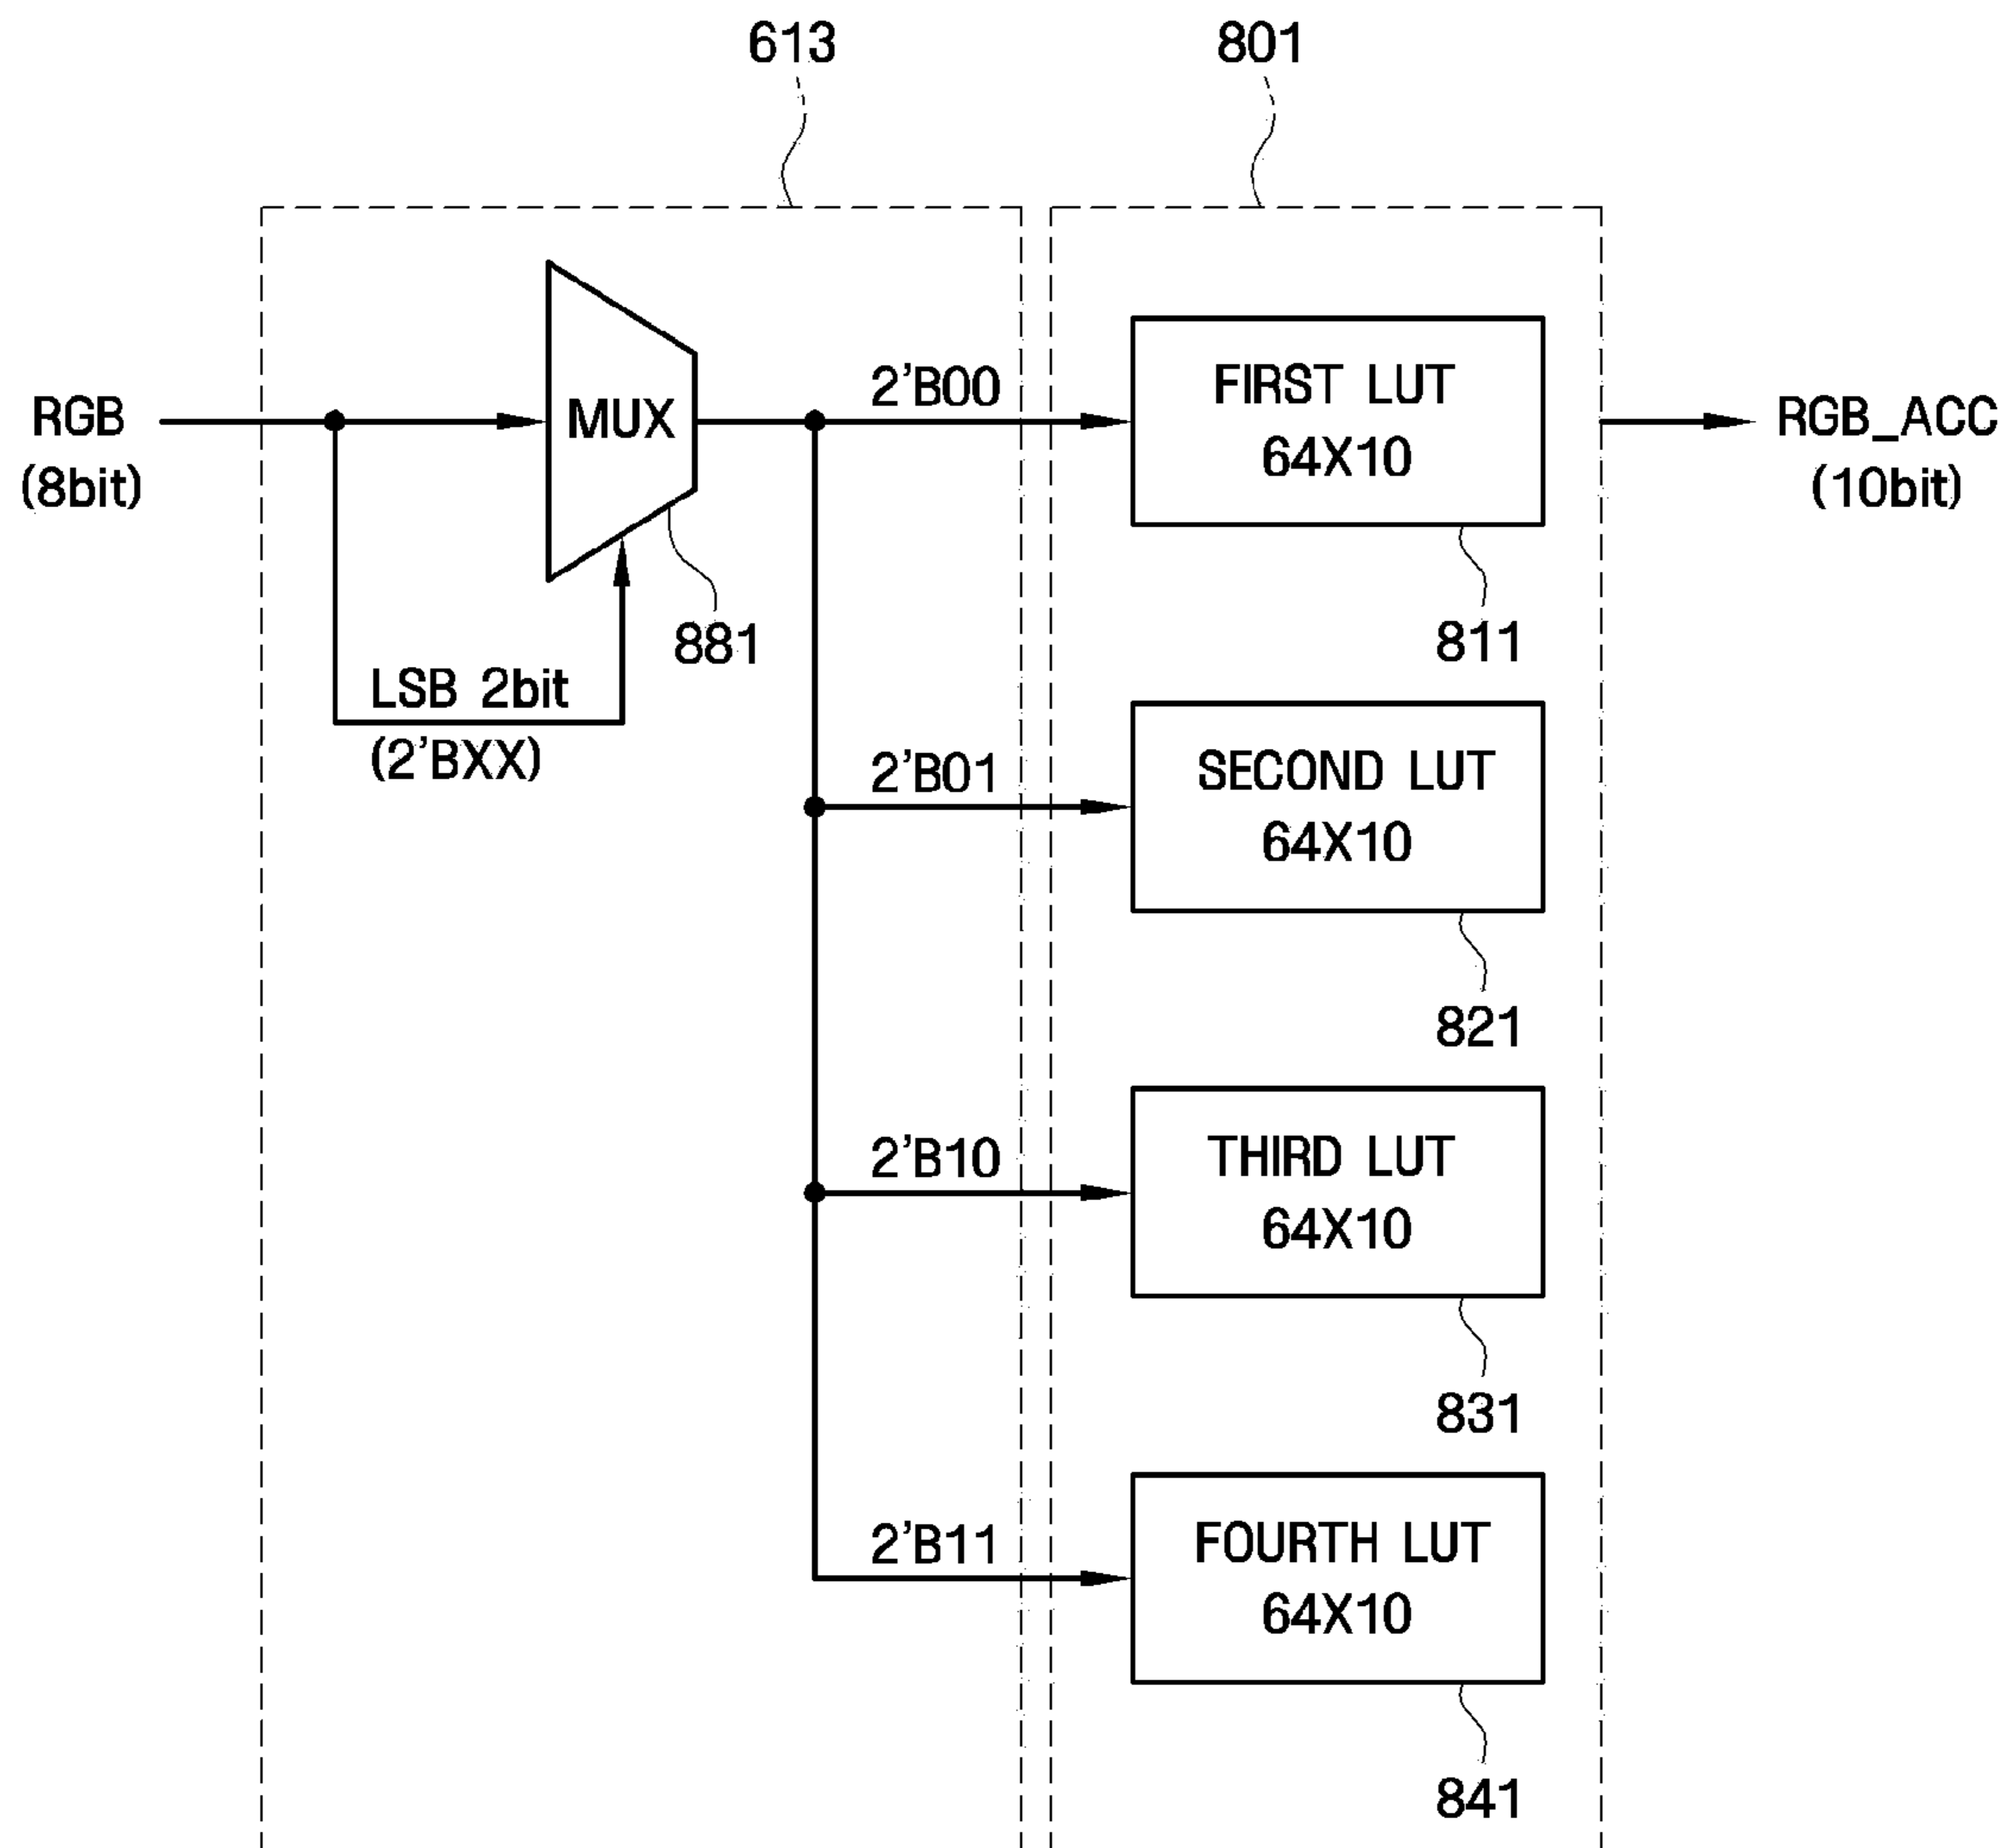 613
801
RGB
(8bit)
MUX
881
LSB 2bit
(2'BXX)
2'B00
FIRST LUT
64X10
811
RGB_ACC
(10bit)
2'B01
SECOND LUT
64X10
821
2'B10
THIRD LUT
64X10
831
2'B11
FOURTH LUT
64X10
841